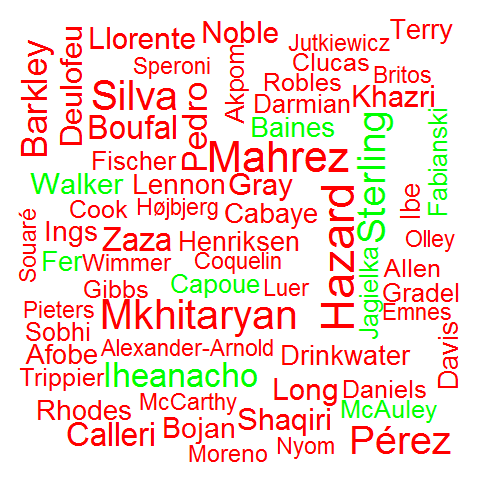 Barkley
Deulofeu
Llorente
Noble
Jutkiewicz
Terry
Speroni
Akpom
Clucas
Britos
Silva
Pedro
Robles
Darmian
Khazri
Boufal
Baines
Fabianski
Fischer
Mahrez
Sterling
Walker
Lennon
Gray
Hazard
Ibe
Cook
Højbjerg
Cabaye
Souaré
Ings
Zaza
Henriksen
Olley
Fer
Wimmer
Coquelin
Jagielka
Allen
Gibbs
Capoue
Luer
Gradel
Pieters
Mkhitaryan
Emnes
Sobhi
Davis
Afobe
Alexander-Arnold
Drinkwater
Trippier
Iheanacho
Long
Daniels
Rhodes
McCarthy
Shaqiri
McAuley
Calleri
Bojan
Moreno
Nyom
Pérez